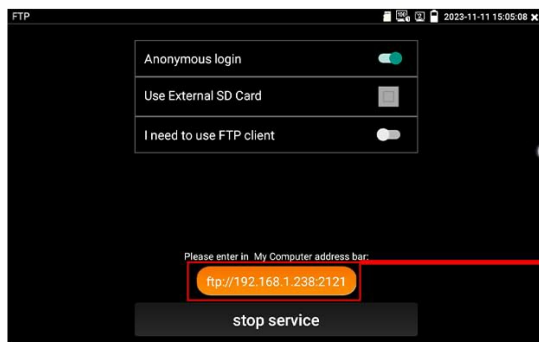 FTP 2023-11-11 15:05:08
Anonymous login
Use External SD Card
I need to use FTP client
Please enter in My Computer address bar:
ftp://192.168.1.238:2121
stop service